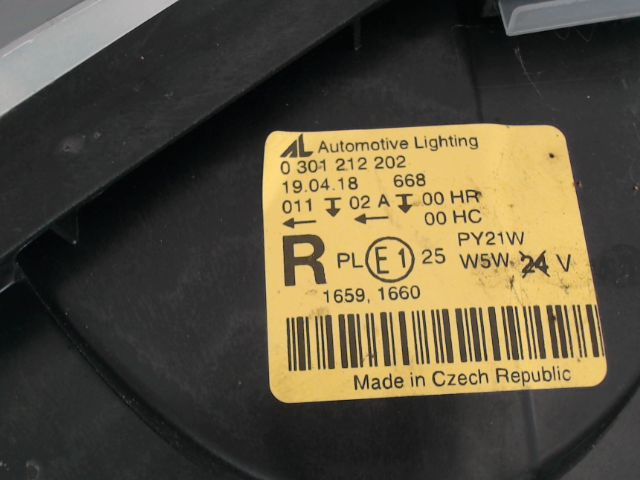 AL Automotive Lighting
0 301 212 202
19.04.18 668
011 02 A 00 HR
00 HC
R PL E1 25 PY21W
W5W 24 V
1659, 1660
Made in Czech Republic